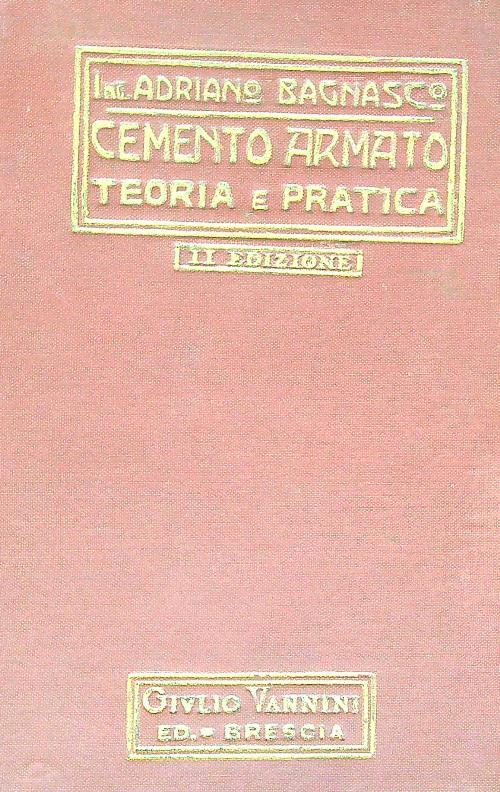 Ing. ADRIANO BAGNASCO
CEMENTO ARMATO
TEORIA E PRATICA
II EDIZIONE
GIVLIO VANNINI
ED.= BRESCIA